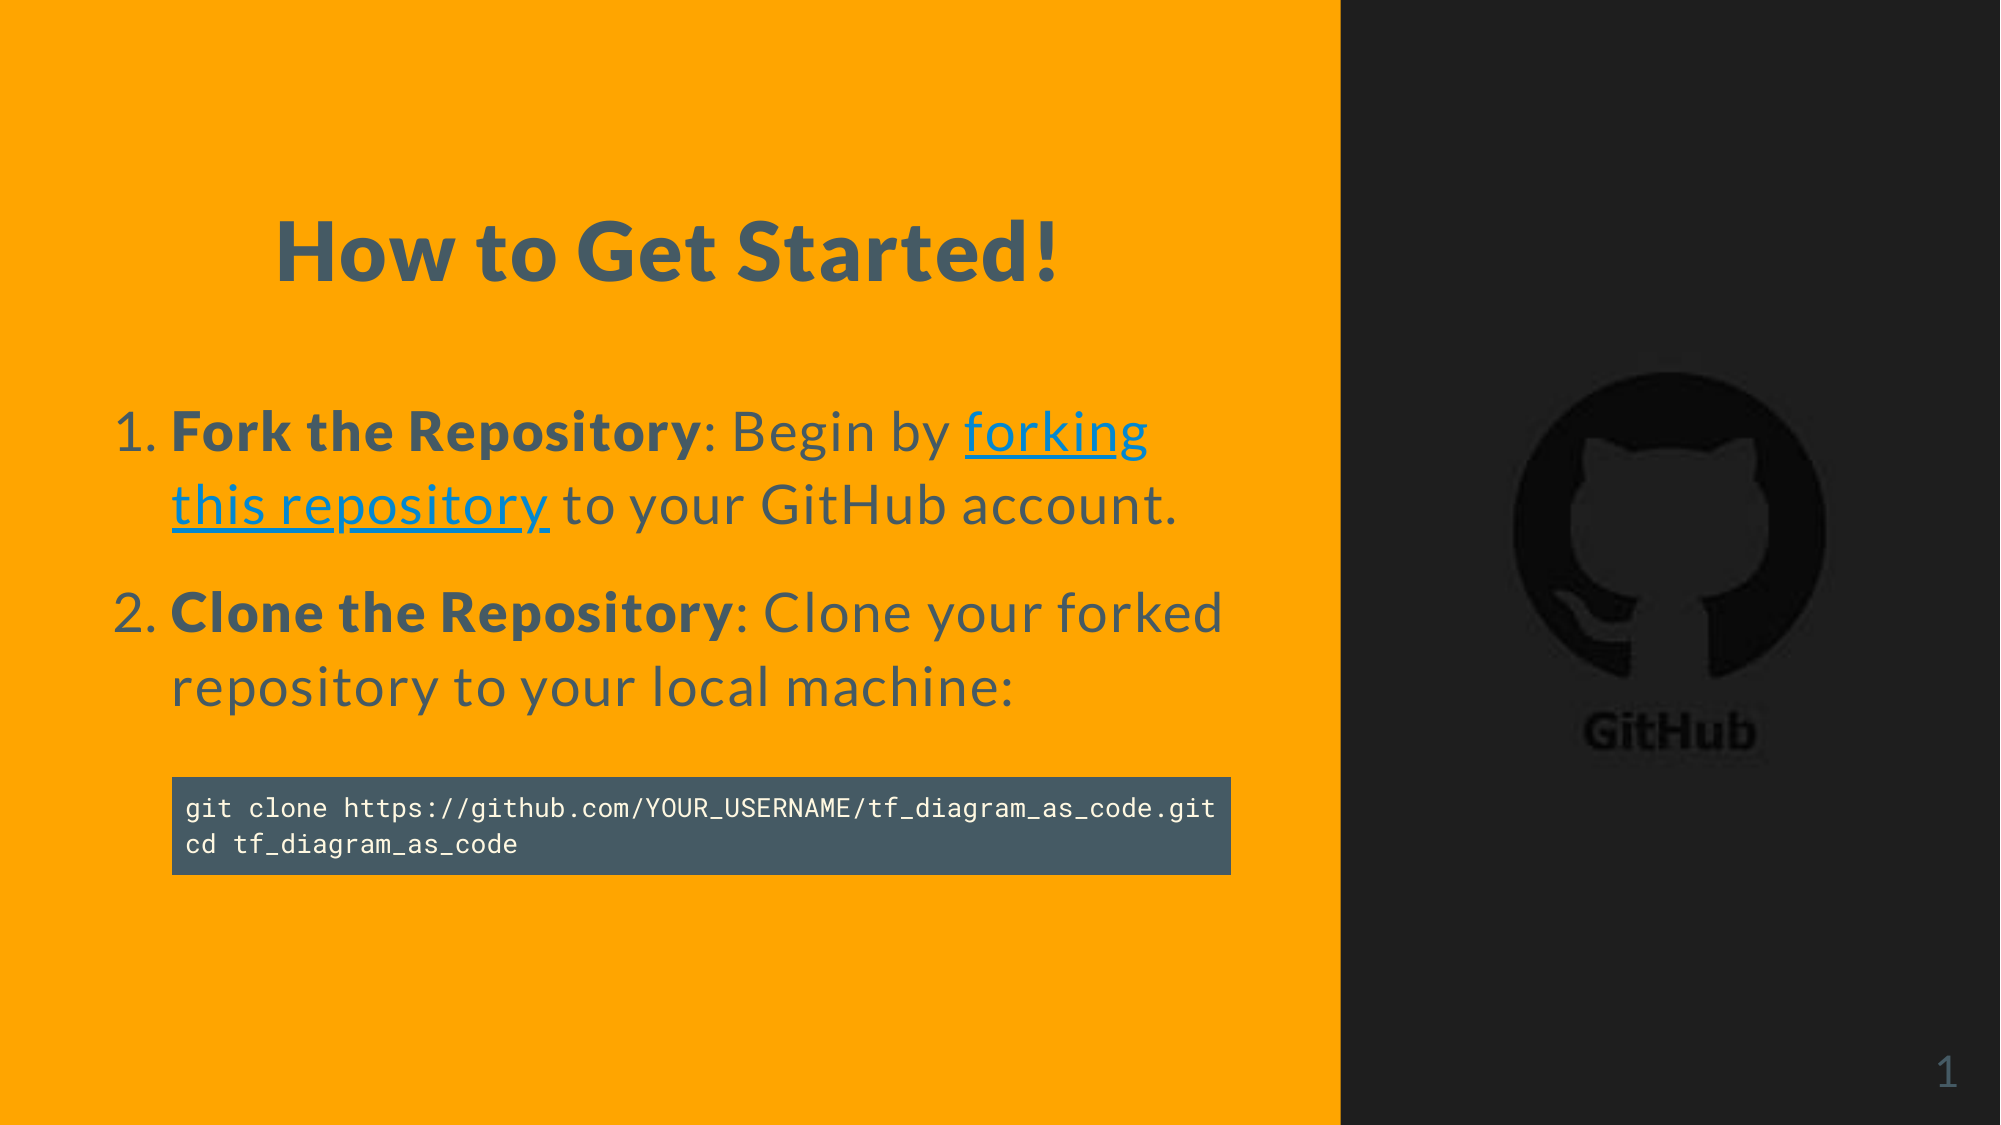 How to Get Started!
1. Fork the Repository: Begin by forking
this repository to your GitHub account.
2. Clone the Repository: Clone your forked
repository to your local machine:
git clone https://github.com/YOUR_USERNAME/tf_diagram_as_code.git
cd tf_diagram_as_code
GitHub
1